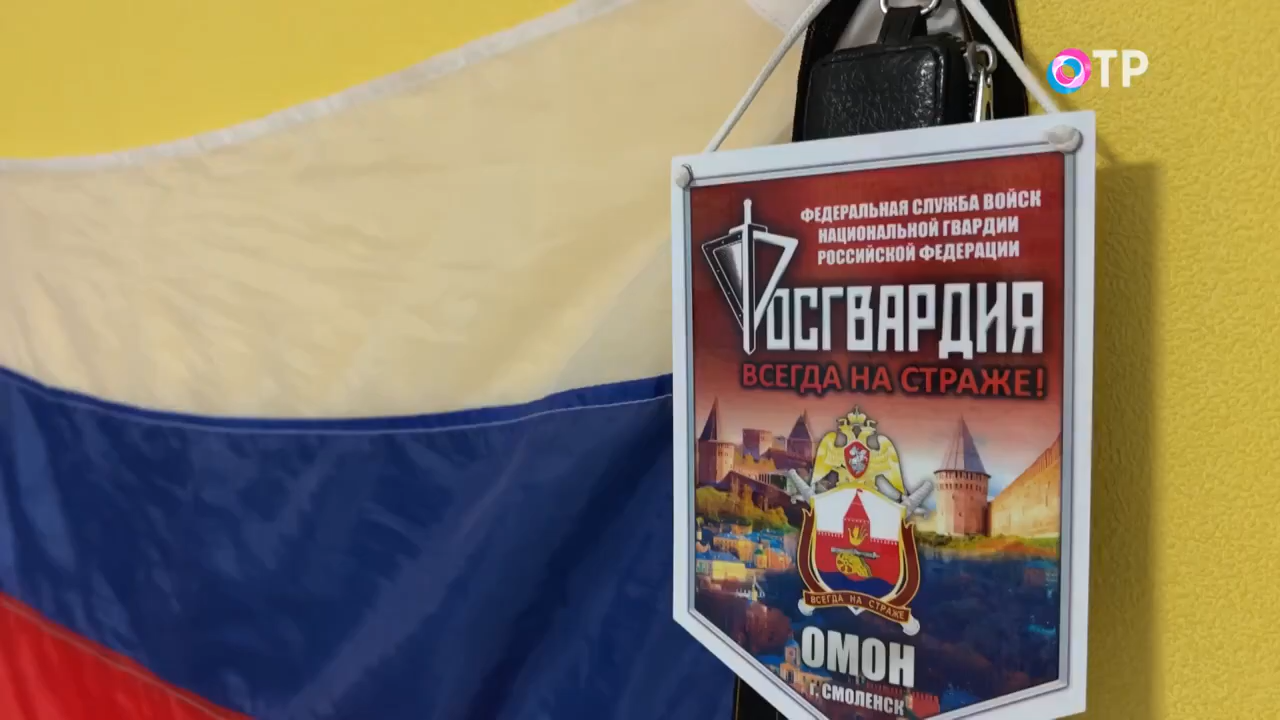 ОТР
ФЕДЕРАЛЬНАЯ СЛУЖБА ВОЙСК
НАЦИОНАЛЬНОЙ ГВАРДИИ
РОССИЙСКОЙ ФЕДЕРАЦИИ
РОСГВАРДИЯ
ВСЕГДА НА СТРАЖЕ!
ВСЕГДА НА СТРАЖЕ
ОМОН
г. СМОЛЕНСК